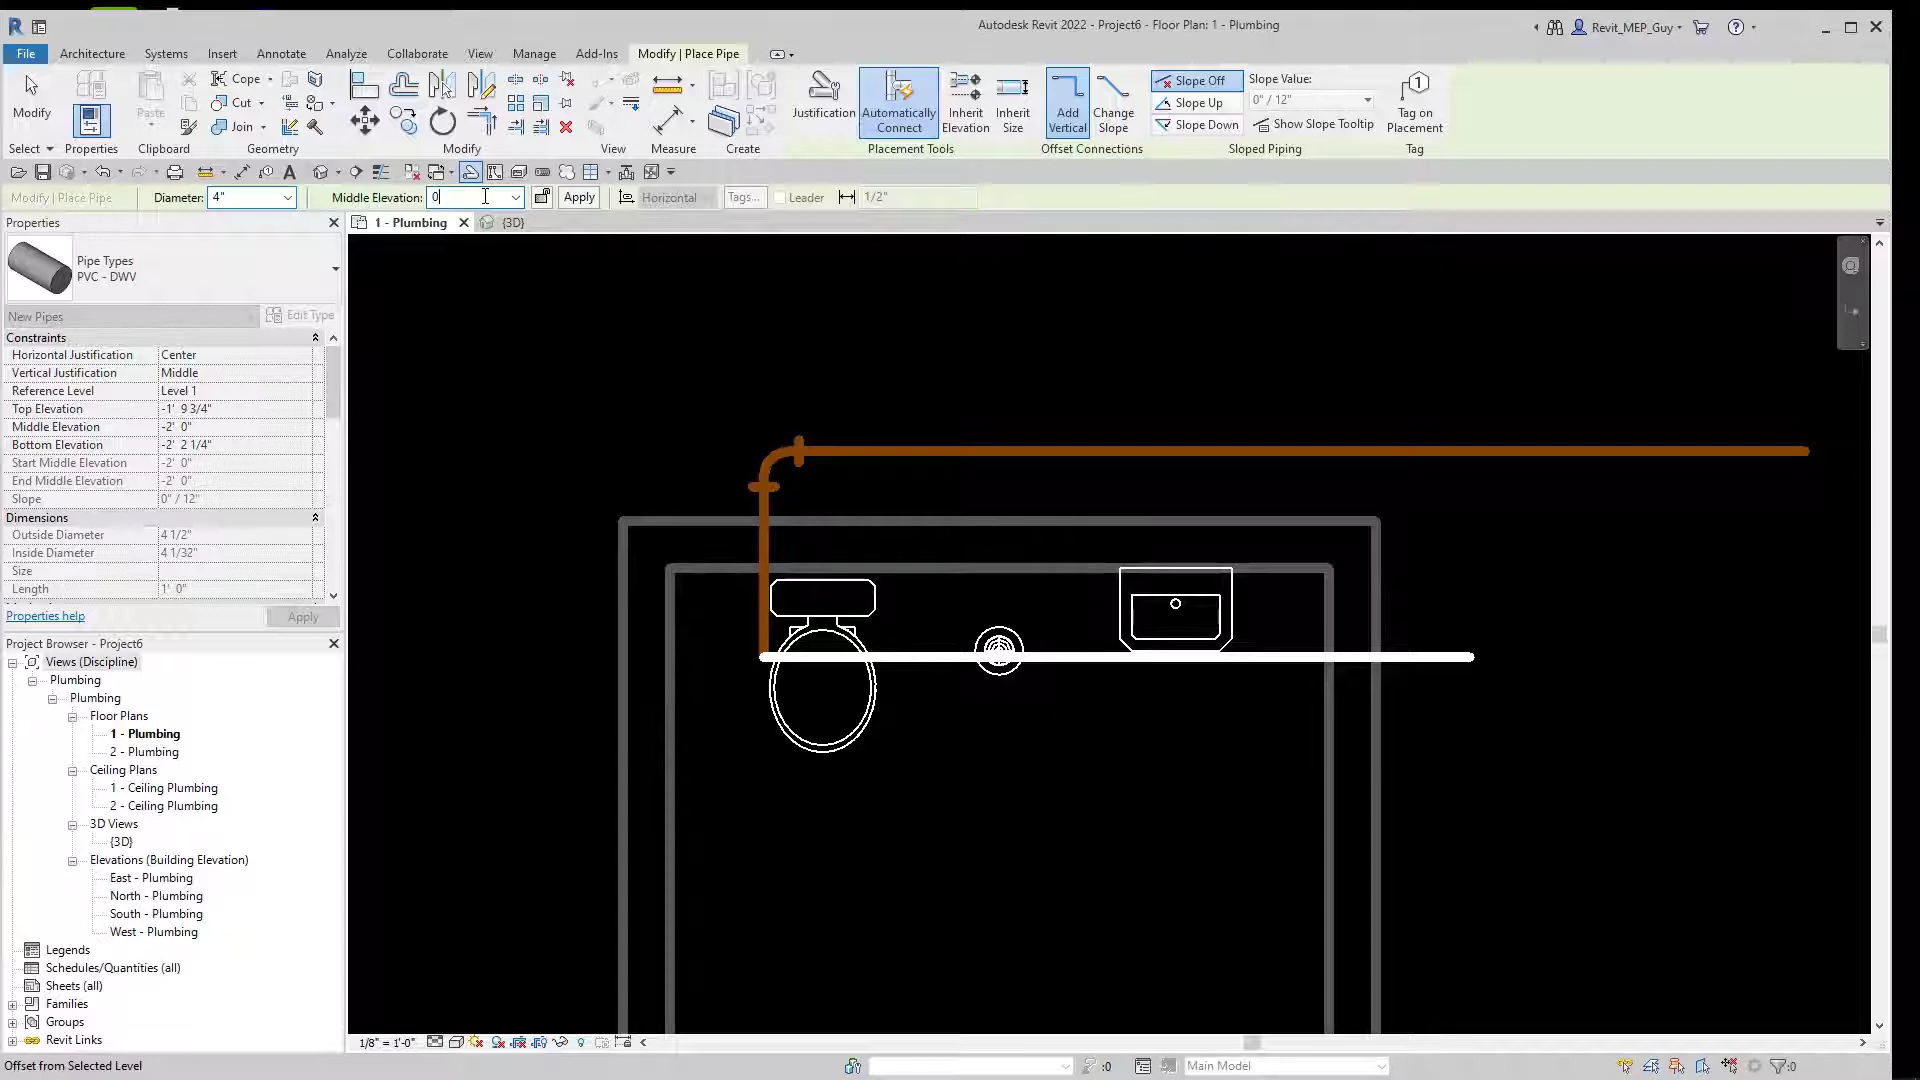 Autodesk Revit 2022 - Project6 - Floor Plan: 1 - Plumbing
Revit_MEP_Guy
File Architecture Systems Insert Annotate Analyze Collaborate View Manage Add-Ins Modify | Place Pipe
Modify
Select
Properties
Paste
Clipboard
Cope
Cut
Join
Geometry
Modify
View
Measure
Create
Justification
Automatically Connect
Inherit Elevation
Inherit Size
Placement Tools
Add Vertical
Change Slope
Offset Connections
Slope Off
Slope Up
Slope Down
Slope Value:
0" / 12"
Show Slope Tooltip
Sloped Piping
Tag on Placement
Tag
Modify | Place Pipe Diameter: 4" Middle Elevation: 0 Apply Horizontal Tags... Leader 1/2"
Properties
1 - Plumbing {3D}
Pipe Types
PVC - DWV
New Pipes Edit Type
Constraints
Horizontal Justification Center
Vertical Justification Middle
Reference Level Level 1
Top Elevation -1' 9 3/4"
Middle Elevation -2' 0"
Bottom Elevation -2' 2 1/4"
Start Middle Elevation -2' 0"
End Middle Elevation -2' 0"
Slope 0" / 12"
Dimensions
Outside Diameter 4 1/2"
Inside Diameter 4 1/32"
Size
Length 1' 0"
Properties help Apply
Project Browser - Project6
Views (Discipline)
Plumbing
Plumbing
Floor Plans
1 - Plumbing
2 - Plumbing
Ceiling Plans
1 - Ceiling Plumbing
2 - Ceiling Plumbing
3D Views
{3D}
Elevations (Building Elevation)
East - Plumbing
North - Plumbing
South - Plumbing
West - Plumbing
Legends
Schedules/Quantities (all)
Sheets (all)
Families
Groups
Revit Links
1/8" = 1'-0"
Offset from Selected Level :0 Main Model :0